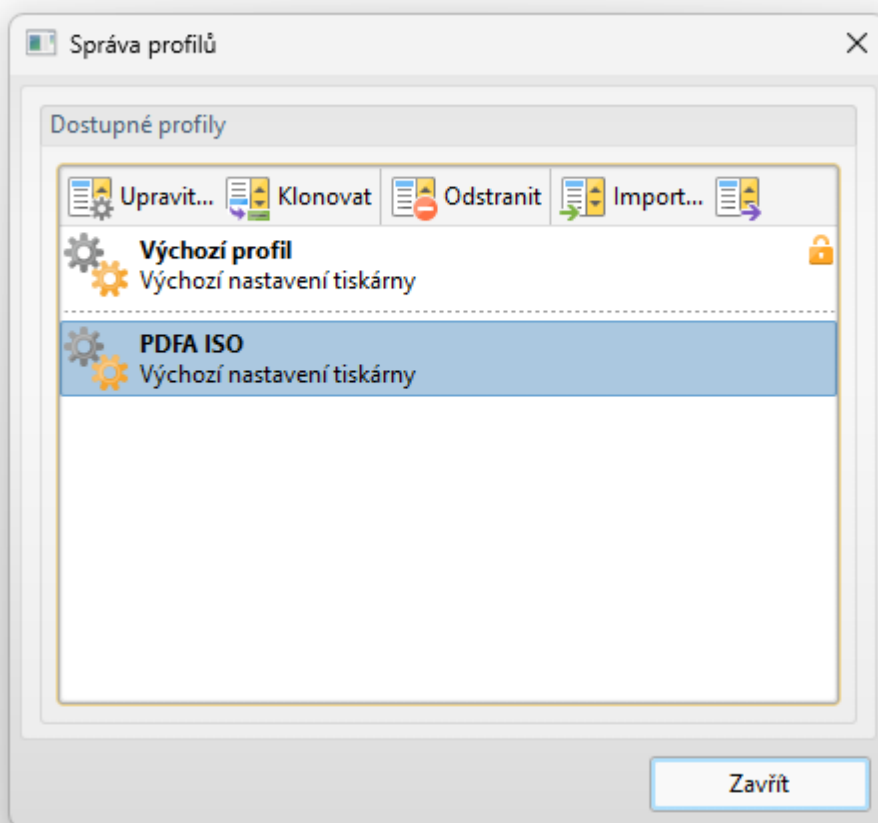 Správa profilů
Dostupné profily
Upravit... Klonovat Odstranit Import...
Výchozí profil
Výchozí nastavení tiskárny
PDFA ISO
Výchozí nastavení tiskárny
Zavřít